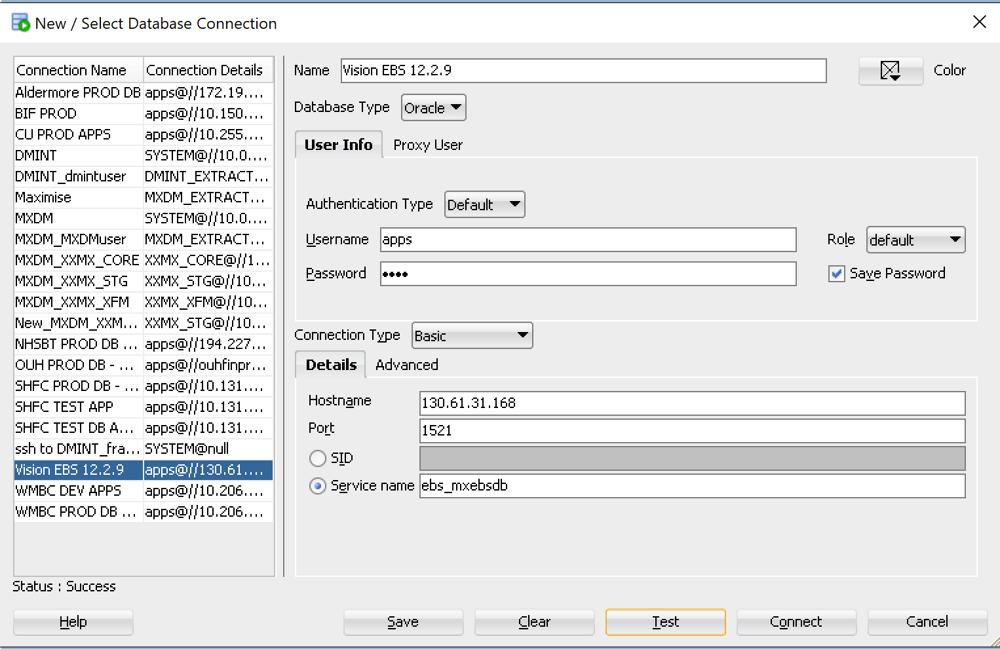 New / Select Database Connection
Connection Name Connection Details
Aldermore PROD DB apps@//172.19....
BIF PROD apps@//10.150....
CU PROD APPS apps@//10.255....
DMINT SYSTEM@//10.0....
DMINT_dmintuser DMINT_EXTRACT...
Maximise MXDM_EXTRACT...
MXDM SYSTEM@//10.0....
MXDM_MXDMuser MXDM_EXTRACT...
MXDM_XXMX_CORE XXMX_CORE@//1...
MXDM_XXMX_STG XXMX_STG@//10...
MXDM_XXMX_XFM XXMX_XFM@//10...
New_MXDM_XXM... XXMX_STG@//10...
NHSBT PROD DB ... apps@//194.227...
OUH PROD DB - ... apps@//ouhfinpr...
SHFC PROD DB - ... apps@//10.131....
SHFC TEST APP apps@//10.131....
SHFC TEST DB A... apps@//10.131....
ssh to DMINT_fra... SYSTEM@null
Vision EBS 12.2.9 apps@//130.61....
WMBC DEV APPS apps@//10.206....
WMBC PROD DB ... apps@//10.206....
Name Vision EBS 12.2.9 Color
Database Type Oracle
User Info Proxy User
Authentication Type Default
Username apps Role default
Password •••• Save Password
Connection Type Basic
Details Advanced
Hostname 130.61.31.168
Port 1521
SID
Service name ebs_mxebsdb
Status : Success
Help Save Clear Test Connect Cancel